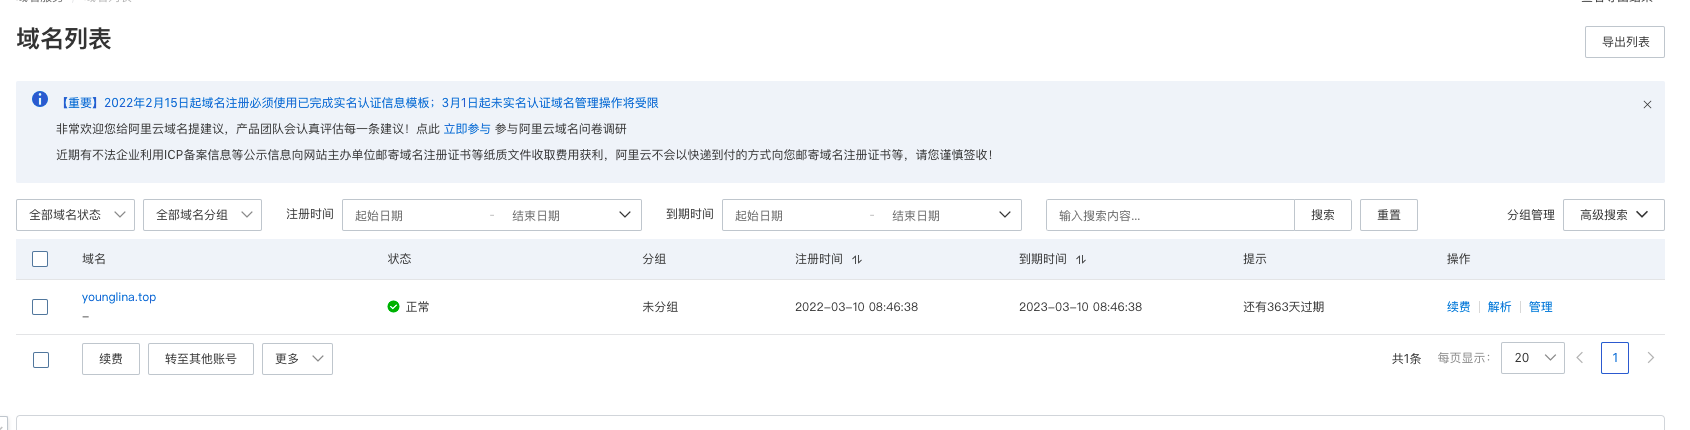 域名列表
导出列表
【重要】2022年2月15日起域名注册必须使用已完成实名认证信息模板；3月1日起未实名认证域名管理操作将受限
非常欢迎您给阿里云域名提建议，产品团队会认真评估每一条建议！点此 立即参与 参与阿里云域名问卷调研
近期有不法企业利用ICP备案信息等公示信息向网站主办单位邮寄域名注册证书等纸质文件收取费用获利，阿里云不会以快递到付的方式向您邮寄域名注册证书等，请您谨慎签收！
全部域名状态 全部域名分组 注册时间 起始日期 - 结束日期 到期时间 起始日期 - 结束日期 输入搜索内容... 搜索 重置 分组管理 高级搜索
域名 状态 分组 注册时间 到期时间 提示 操作
younglina.top
正常 未分组 2022-03-10 08:46:38 2023-03-10 08:46:38 还有363天过期 续费 解析 管理
-
续费 转至其他账号 更多 共1条 每页显示： 20 1